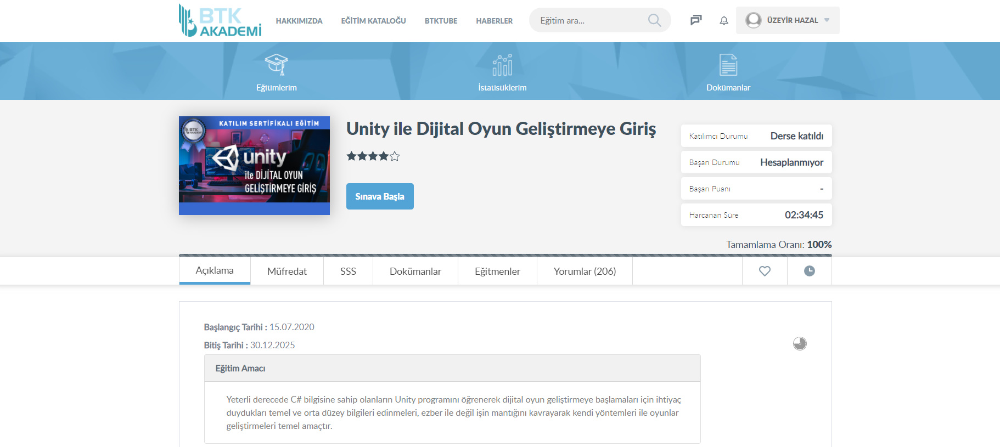 BTK
AKADEMİ
HAKKIMIZDA
EĞİTİM KATALOĞU
BTKTUBE
HABERLER
Eğitim ara...
ÜZEYİR HAZAL
Eğitimlerim
İstatistiklerim
Dokümanlar
KATILIM SERTİFİKALI EĞİTİM
BTK
AKADEMİ
unity
ile DİJİTAL OYUN
GELİŞTİRMEYE GİRİŞ
Unity ile Dijital Oyun Geliştirmeye Giriş
Sınava Başla
Katılımcı Durumu Derse katıldı
Başarı Durumu Hesaplanmıyor
Başarı Puanı -
Harcanan Süre 02:34:45
Tamamlama Oranı: 100%
Açıklama
Müfredat
SSS
Dokümanlar
Eğitmenler
Yorumlar (206)
Başlangıç Tarihi : 15.07.2020
Bitiş Tarihi : 30.12.2025
Eğitim Amacı
Yeterli derecede C# bilgisine sahip olanların Unity programını öğrenerek dijital oyun geliştirmeye başlamaları için ihtiyaç
duydukları temel ve orta düzey bilgileri edinmeleri, ezber ile değil işin mantığını kavrayarak kendi yöntemleri ile oyunlar
geliştirmeleri temel amaçtır.